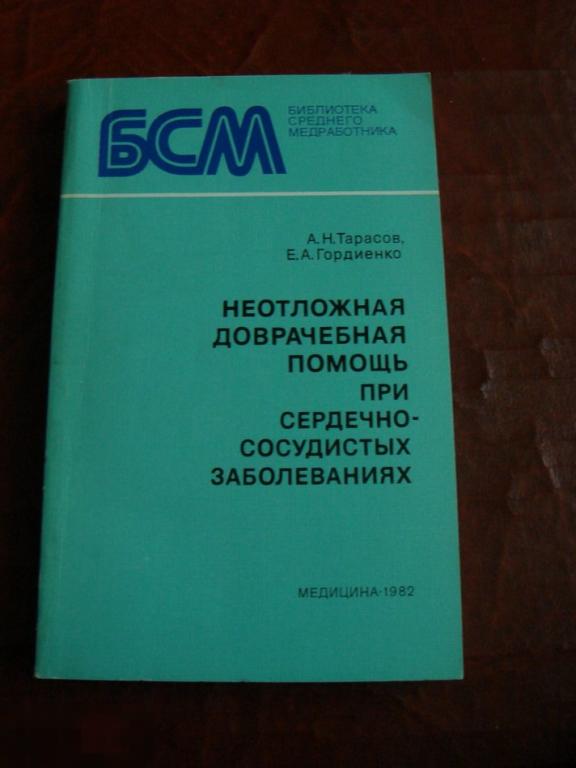 БСМ
БИБЛИОТЕКА
СРЕДНЕГО
МЕДРАБОТНИКА
А.Н.Тарасов,
Е.А.Гордиенко
НЕОТЛОЖНАЯ
ДОВРАЧЕБНАЯ
ПОМОЩЬ
ПРИ
СЕРДЕЧНО-
СОСУДИСТЫХ
ЗАБОЛЕВАНИЯХ
МЕДИЦИНА·1982